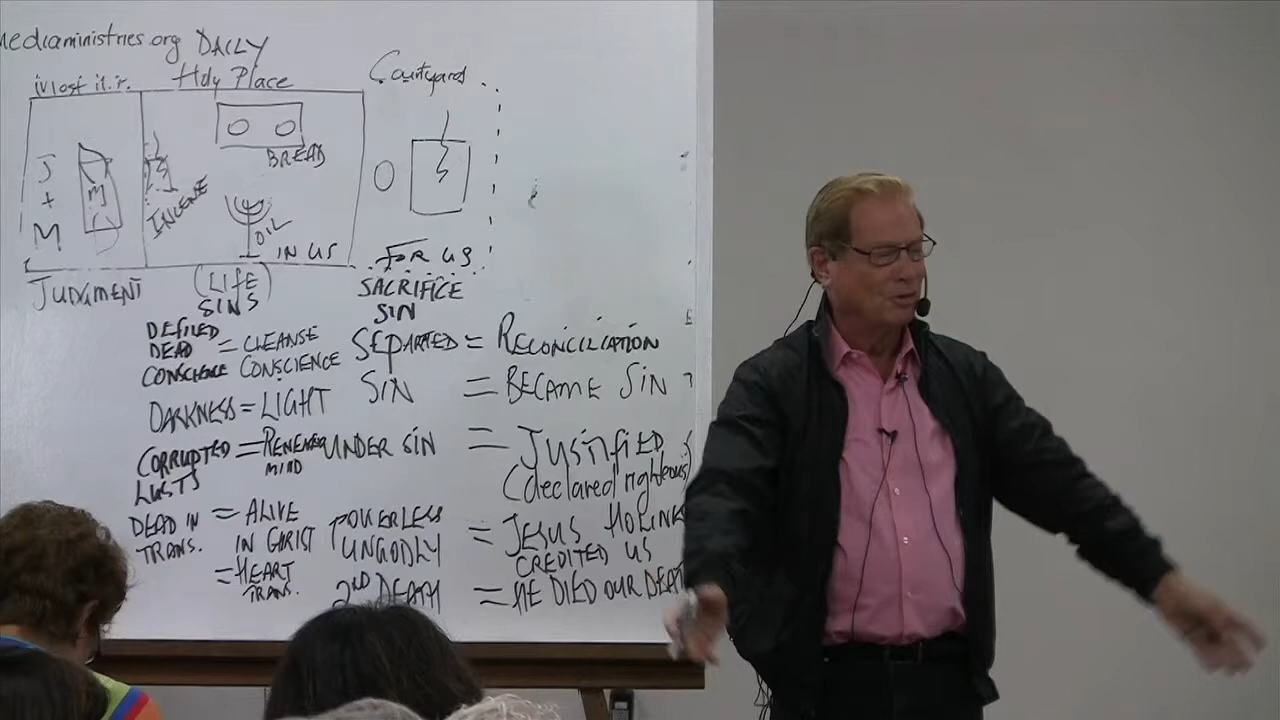 mediaministries.org DAILY
Most H.P. Holy Place Courtyard
BREAD
J
+
M
INCENSE
OIL
IN US FOR US
JUDGMENT (LIFE) SACRIFICE
SINS SIN
DEFILED
DEAD = CLEANSE SEPARATED = RECONCILIATION
CONSCIENCE CONSCIENCE
SIN = BECAME SIN
DARKNESS = LIGHT
CORRUPTED = RENEWED UNDER SIN = Justified
LUSTS MIND (declared righteous)
DEAD IN = ALIVE POWERLESS = JESUS
TRANS. IN CHRIST UNGODLY CREDITED US
= HEART 2ND DEATH = HE DIED OUR DEATH
TRANS.